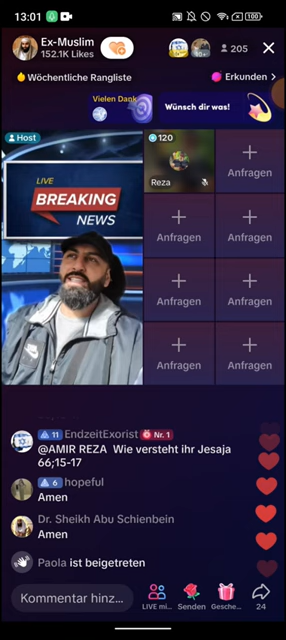 13:01
100
Ex-Muslim
152.1K Likes
205
Wöchentliche Rangliste
Erkunden >
Vielen Dank
Wünsch dir was!
Host
LIVE
BREAKING
NEWS
120
Reza
+ Anfragen
+ Anfragen
+ Anfragen
+ Anfragen
+ Anfragen
+ Anfragen
+ Anfragen
11 EndzeitExorist Nr. 1
@AMIR REZA Wie versteht ihr Jesaja
66;15-17
6 hopeful
Amen
Dr. Sheikh Abu Schienbein
Amen
Paola ist beigetreten
Kommentar hinz...
LIVE mi...
Senden
Gesche...
24